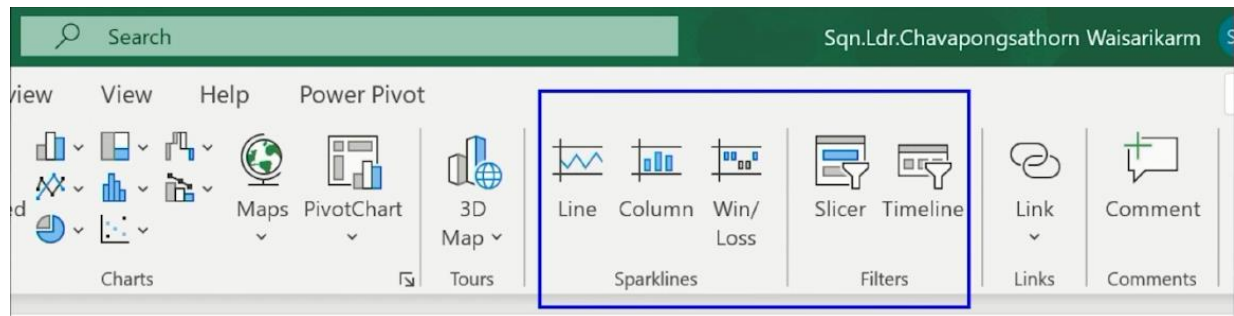 Search
Sqn.Ldr.Chavapongsathorn Waisarikarm
view View Help Power Pivot
Maps PivotChart 3D Map Line Column Win/ Loss Slicer Timeline Link Comment
Charts Tours Sparklines Filters Links Comments